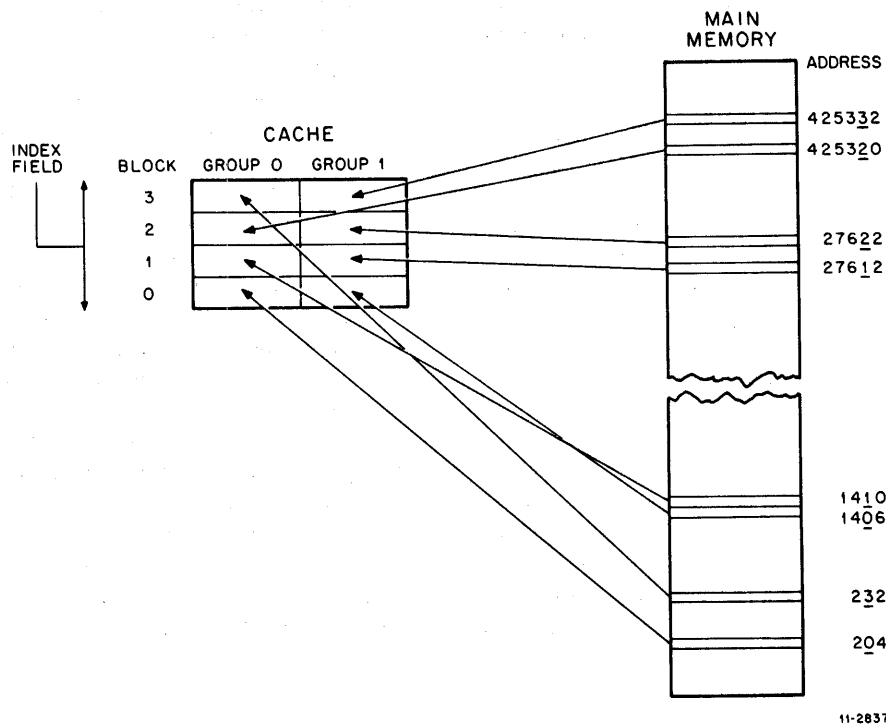 MAIN
MEMORY
ADDRESS
425332
425320
27622
27612
1410
1406
232
204
CACHE
INDEX
FIELD
BLOCK GROUP 0 GROUP 1
3
2
1
0
11-2837